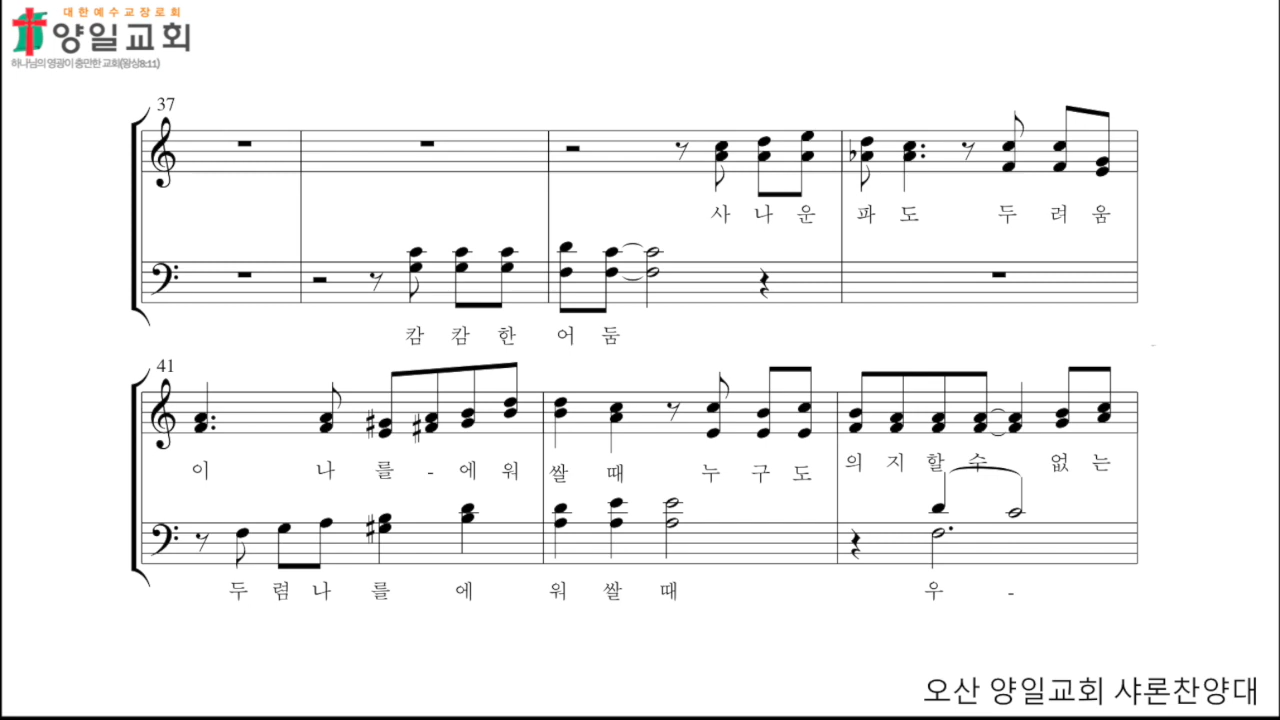 대한예수교장로회
양일교회
하나님의 영광이 충만한 교회(왕상8:11)
37
사 나 운 파 도 두 려 움
캄 캄 한 어 둠
41
이 나 를 - 에 워 쌀 때 누 구 도 의 지 할 수 없 는
두 렴 나 를 에 워 쌀 때 우 -
오산 양일교회 샤론찬양대